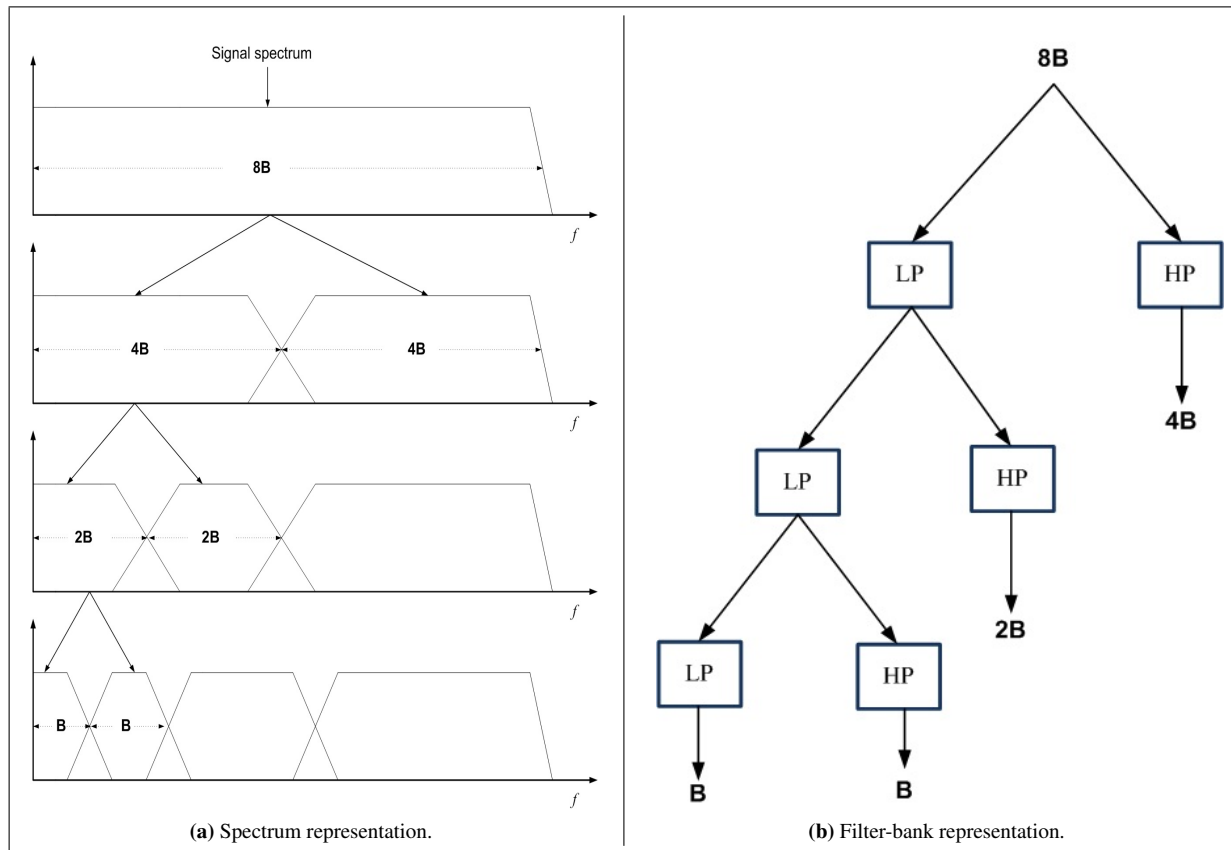 Signal spectrum
8B
f
4B 4B
f
2B 2B
f
B B
f
(a) Spectrum representation.
8B
LP HP
4B
LP HP
2B
LP HP
B B
(b) Filter-bank representation.